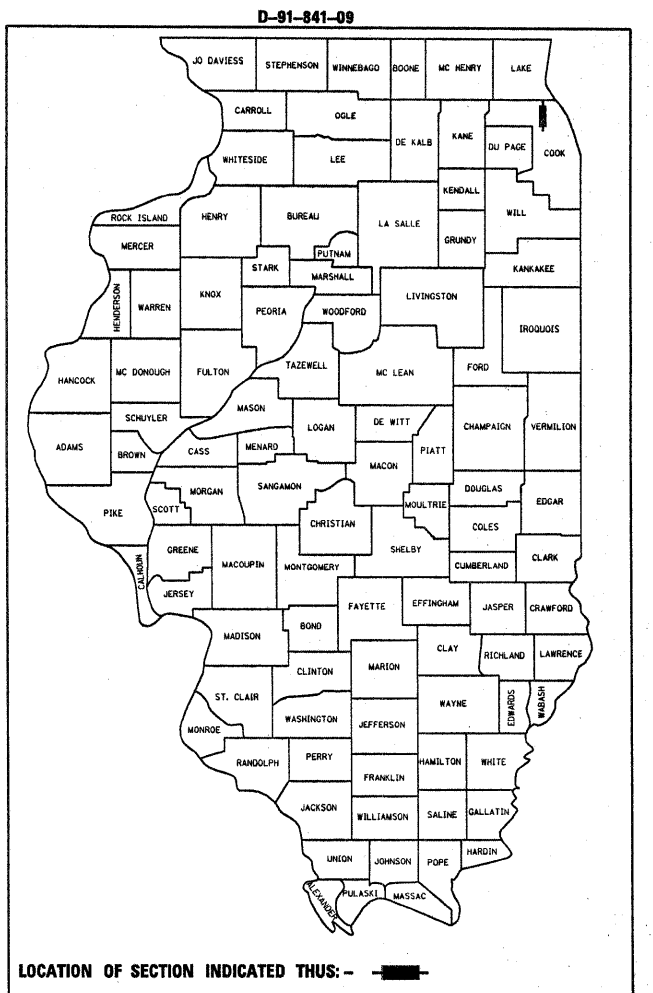 D-91-841-09
JO DAVIESS STEPHENSON WINNEBAGO BOONE MC HENRY LAKE
CARROLL OGLE DE KALB KANE DU PAGE COOK
WHITESIDE LEE
KENDALL
ROCK ISLAND HENRY BUREAU LA SALLE WILL
MERCER PUTNAM GRUNDY
STARK MARSHALL KANKAKEE
HENDERSON WARREN KNOX PEORIA WOODFORD LIVINGSTON IROQUOIS
HANCOCK MC DONOUGH FULTON TAZEWELL MC LEAN FORD
MASON
SCHUYLER LOGAN DE WITT CHAMPAIGN VERMILION
ADAMS BROWN CASS MENARD PIATT
MACON
MORGAN SANGAMON DOUGLAS EDGAR
PIKE SCOTT CHRISTIAN MOULTRIE COLES
SHELBY
GREENE MACOUPIN MONTGOMERY CUMBERLAND CLARK
CALHOUN
JERSEY FAYETTE EFFINGHAM JASPER CRAWFORD
MADISON BOND
CLINTON MARION CLAY RICHLAND LAWRENCE
ST. CLAIR WAYNE EDWARDS WABASH
MONROE WASHINGTON JEFFERSON
RANDOLPH PERRY HAMILTON WHITE
FRANKLIN
JACKSON WILLIAMSON SALINE GALLATIN
UNION JOHNSON POPE HARDIN
ALEXANDER PULASKI MASSAC
LOCATION OF SECTION INDICATED THUS: -